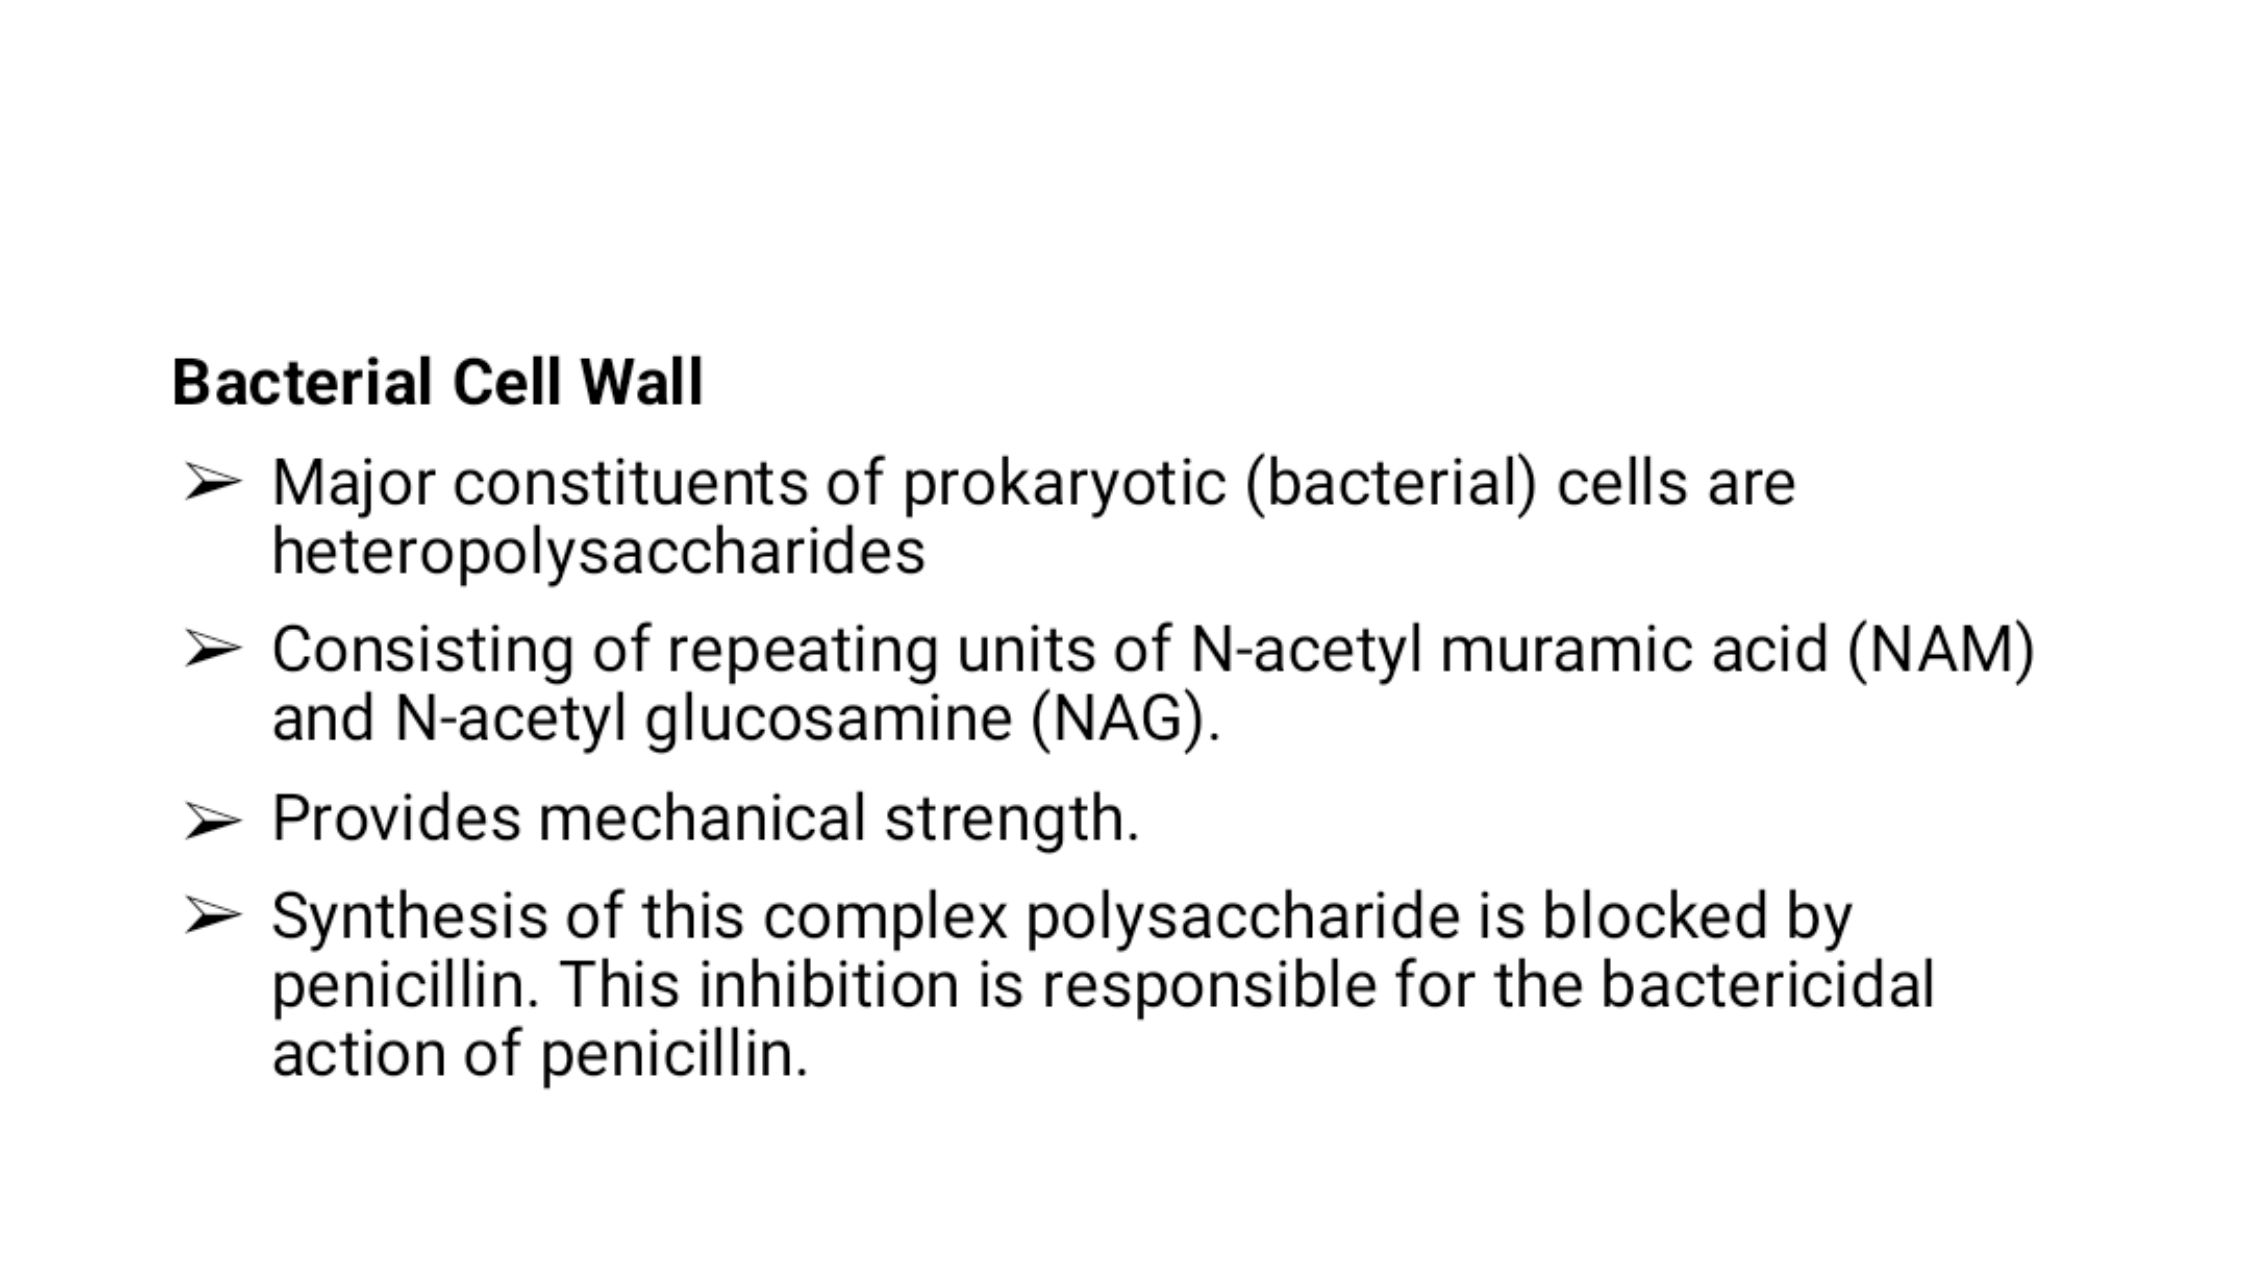 Bacterial Cell Wall
➢ Major constituents of prokaryotic (bacterial) cells are
heteropolysaccharides
➢ Consisting of repeating units of N-acetyl muramic acid (NAM)
and N-acetyl glucosamine (NAG).
➢ Provides mechanical strength.
➢ Synthesis of this complex polysaccharide is blocked by
penicillin. This inhibition is responsible for the bactericidal
action of penicillin.